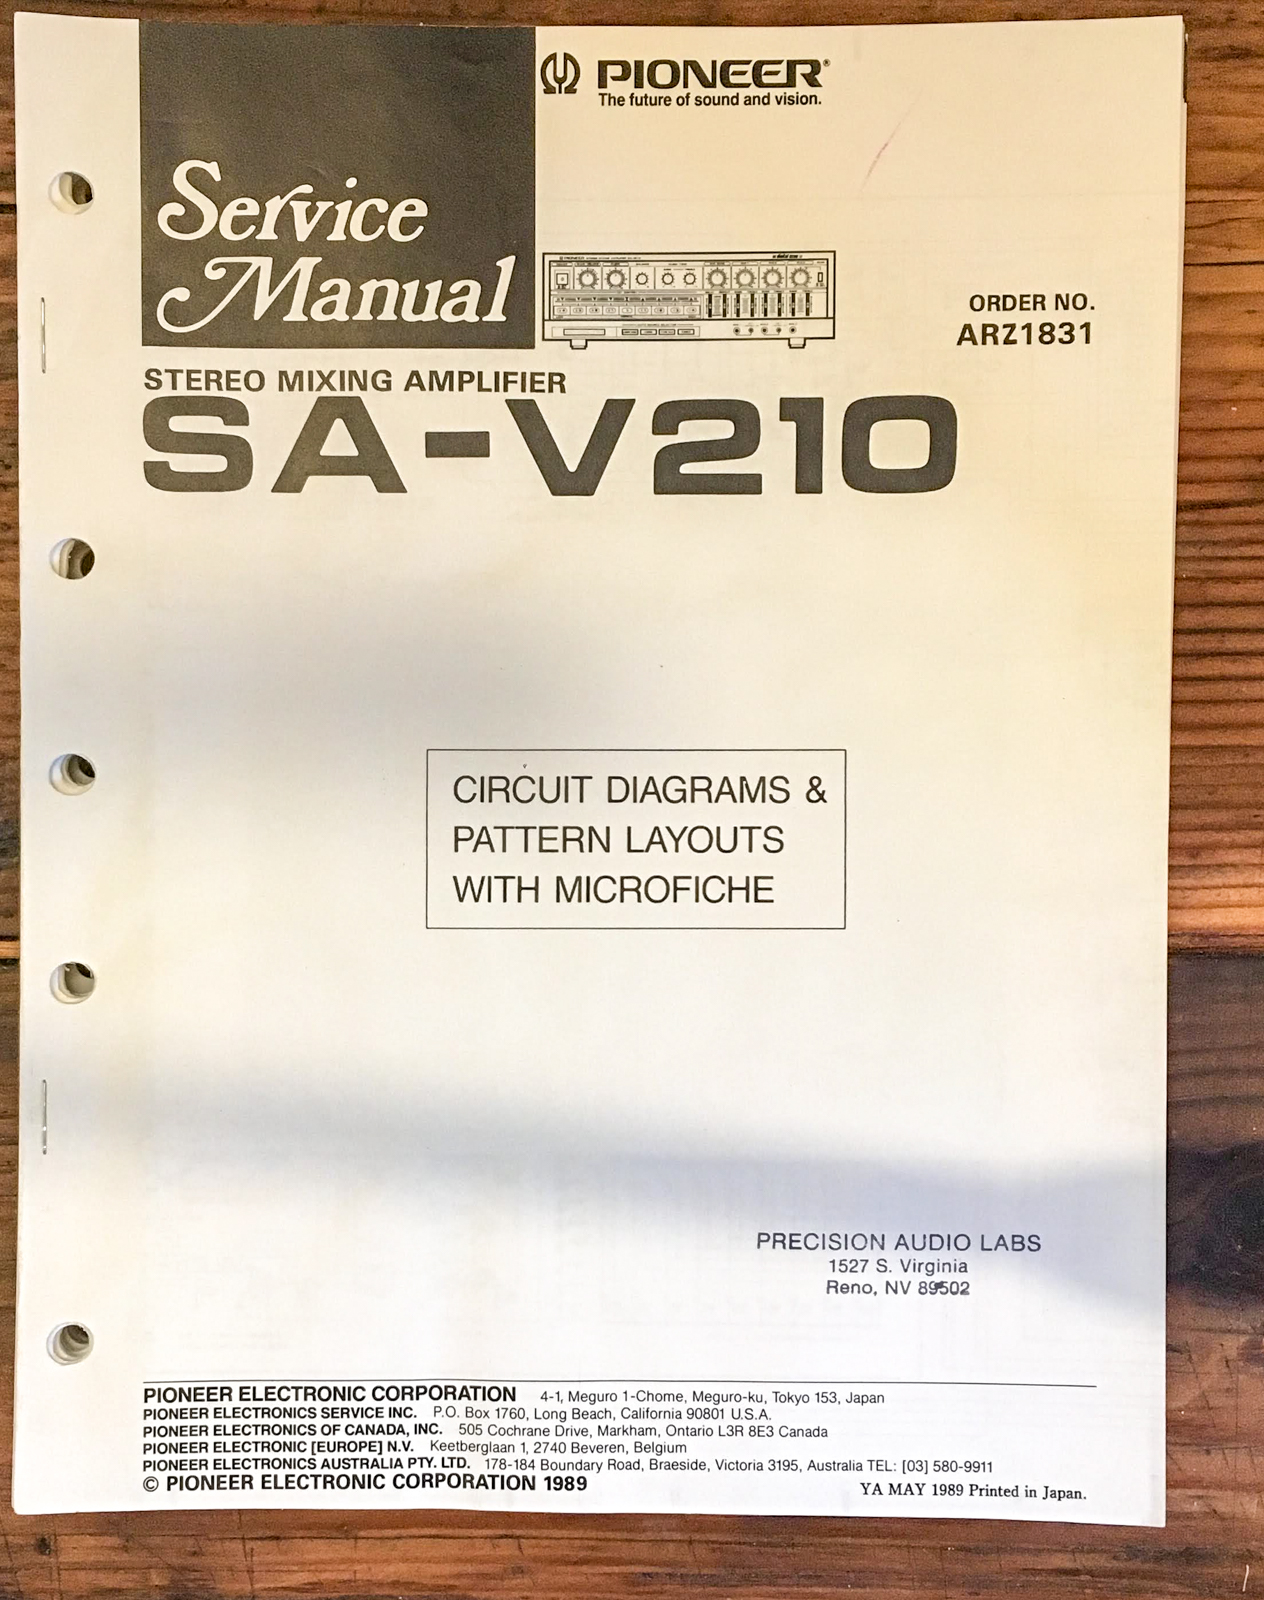 PIONEER®
The future of sound and vision.
Service
Manual
PIONEER
ORDER NO.
ARZ1831
STEREO MIXING AMPLIFIER
SA-V210
CIRCUIT DIAGRAMS &
PATTERN LAYOUTS
WITH MICROFICHE
PRECISION AUDIO LABS
1527 S. Virginia
Reno, NV 89502
PIONEER ELECTRONIC CORPORATION 4-1, Meguro 1-Chome, Meguro-ku, Tokyo 153, Japan
PIONEER ELECTRONICS SERVICE INC. P.O. Box 1760, Long Beach, California 90801 U.S.A.
PIONEER ELECTRONICS OF CANADA, INC. 505 Cochrane Drive, Markham, Ontario L3R 8E3 Canada
PIONEER ELECTRONIC [EUROPE] N.V. Keetberglaan 1, 2740 Beveren, Belgium
PIONEER ELECTRONICS AUSTRALIA PTY. LTD. 178-184 Boundary Road, Braeside, Victoria 3195, Australia TEL: [03] 580-9911
© PIONEER ELECTRONIC CORPORATION 1989
YA MAY 1989 Printed in Japan.